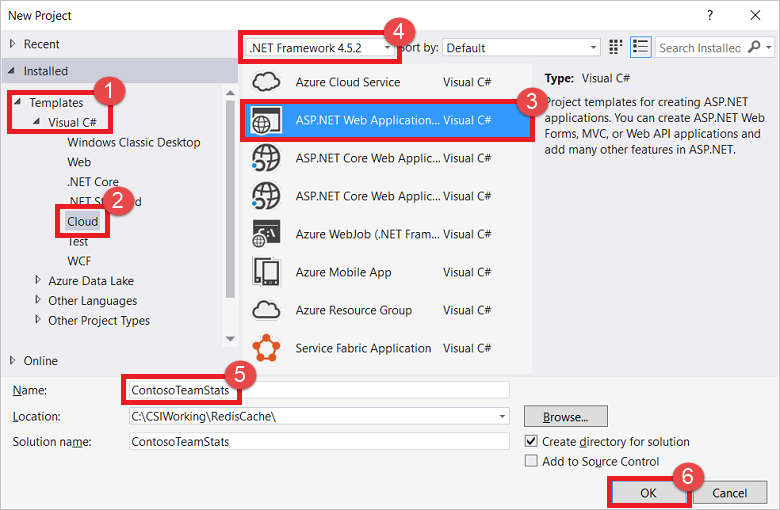 New Project
? ✕
Recent
Installed
1
Templates
Visual C#
Windows Classic Desktop
Web
.NET Core
2
Cloud
Test
WCF
Azure Data Lake
Other Languages
Other Project Types
Online
.NET Framework 4.5.2
4
Sort by: Default
Search Installed
Azure Cloud Service Visual C#
3
ASP.NET Web Application... Visual C#
ASP.NET Core Web Applic... Visual C#
ASP.NET Core Web Applic... Visual C#
Azure WebJob (.NET Fram... Visual C#
Azure Mobile App Visual C#
Azure Resource Group Visual C#
Service Fabric Application Visual C#
Type: Visual C#
Project templates for creating ASP.NET
applications. You can create ASP.NET Web
Forms, MVC, or Web API applications and
add many other features in ASP.NET.
5
Name: ContosoTeamStats
Location: C:\CSIWorking\RedisCache\
Browse...
Solution name: ContosoTeamStats
Create directory for solution
Add to Source Control
6
OK Cancel